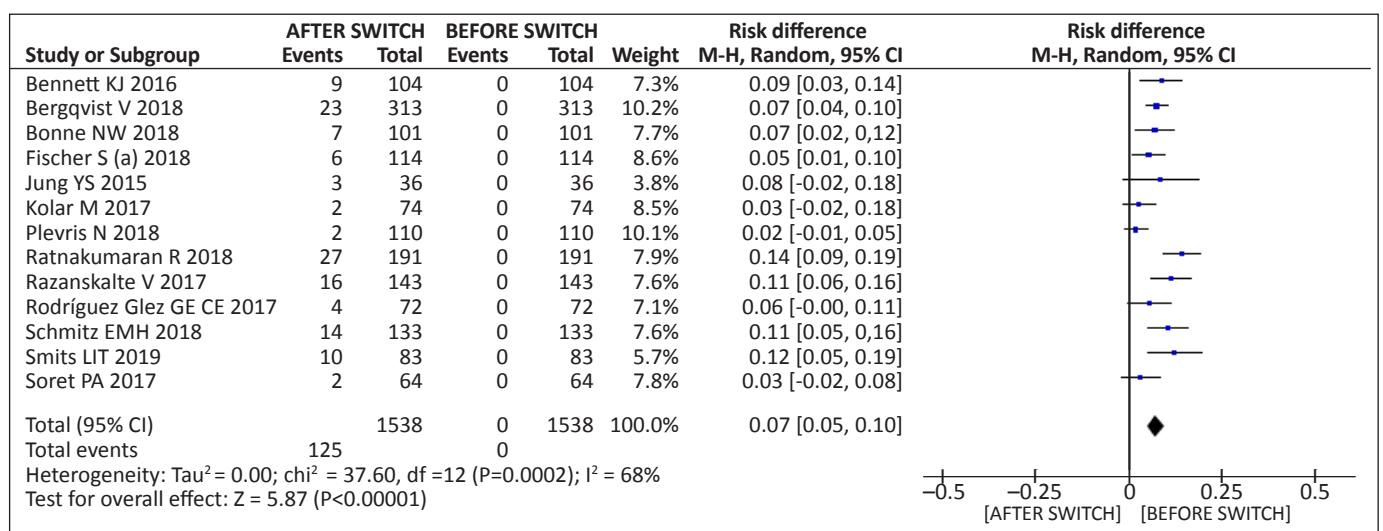 AFTER SWITCH BEFORE SWITCH Risk difference Risk difference
Study or Subgroup Events Total Events Total Weight M-H, Random, 95% CI M-H, Random, 95% CI
Bennett KJ 2016 9 104 0 104 7.3% 0.09 [0.03, 0.14]
Bergqvist V 2018 23 313 0 313 10.2% 0.07 [0.04, 0.10]
Bonne NW 2018 7 101 0 101 7.7% 0.07 [0.02, 0,12]
Fischer S (a) 2018 6 114 0 114 8.6% 0.05 [0.01, 0.10]
Jung YS 2015 3 36 0 36 3.8% 0.08 [-0.02, 0.18]
Kolar M 2017 2 74 0 74 8.5% 0.03 [-0.02, 0.18]
Plevris N 2018 2 110 0 110 10.1% 0.02 [-0.01, 0.05]
Ratnakumaran R 2018 27 191 0 191 7.9% 0.14 [0.09, 0.19]
Razanskalte V 2017 16 143 0 143 7.6% 0.11 [0.06, 0.16]
Rodríguez Glez GE CE 2017 4 72 0 72 7.1% 0.06 [-0.00, 0.11]
Schmitz EMH 2018 14 133 0 133 7.6% 0.11 [0.05, 0,16]
Smits LIT 2019 10 83 0 83 5.7% 0.12 [0.05, 0.19]
Soret PA 2017 2 64 0 64 7.8% 0.03 [-0.02, 0.08]
Total (95% CI) 1538 0 1538 100.0% 0.07 [0.05, 0.10]
Total events 125 0
Heterogeneity: Tau² = 0.00; chi² = 37.60, df =12 (P=0.0002); I² = 68%
Test for overall effect: Z = 5.87 (P<0.00001)
–0.5 –0.25 0 0.25 0.5
[AFTER SWITCH] [BEFORE SWITCH]